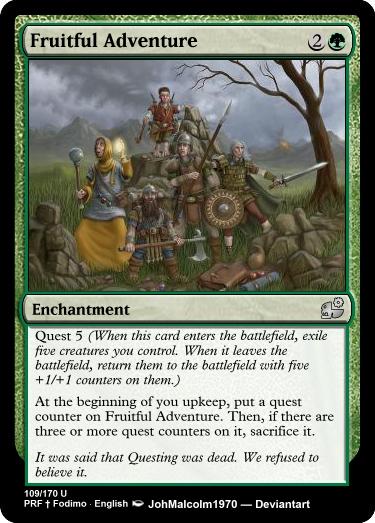 Fruitful Adventure 2
Enchantment
Quest 5 (When this card enters the battlefield, exile
five creatures you control. When it leaves the
battlefield, return them to the battlefield with five
+1/+1 counters on them.)
At the beginning of you upkeep, put a quest
counter on Fruitful Adventure. Then, if there are
three or more quest counters on it, sacrifice it.
It was said that Questing was dead. We refused to
believe it.
109/170 U
PRF † Fodimo · English JohMalcolm1970 — Deviantart